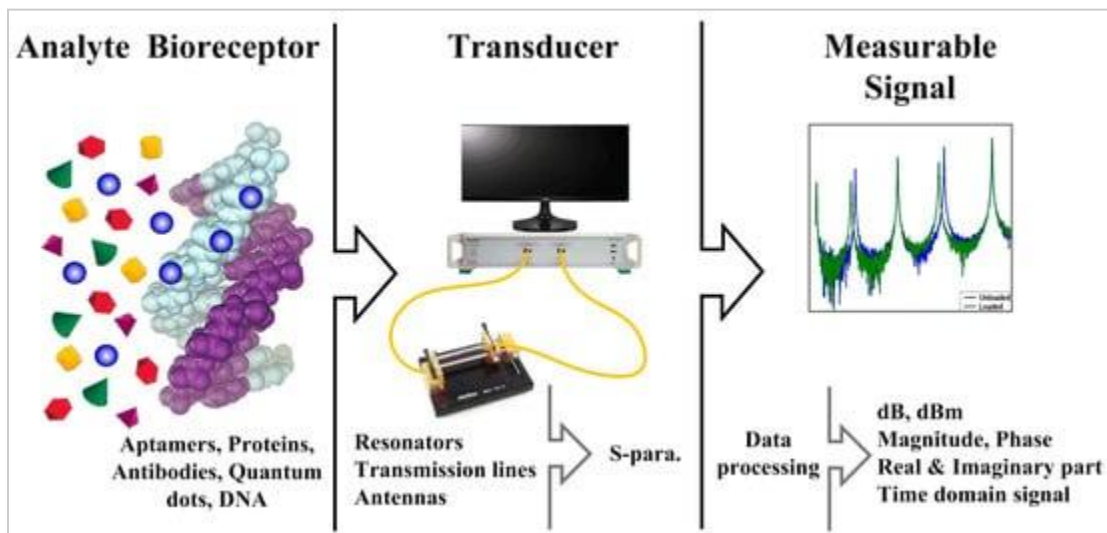 Analyte Bioreceptor
Transducer
Measurable
Signal
Unloaded
Loaded
Aptamers, Proteins,
Antibodies, Quantum
dots, DNA
Resonators
Transmission lines
Antennas
S-para.
Data
processing
dB, dBm
Magnitude, Phase
Real & Imaginary part
Time domain signal